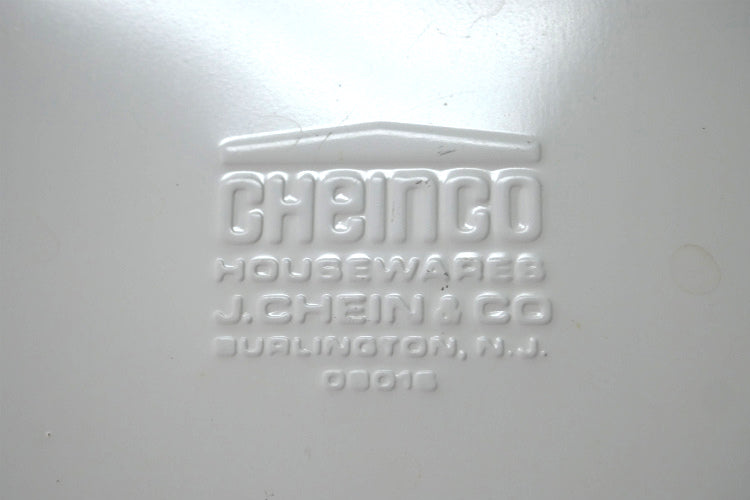 CHEINCO
HOUSEWARES
J. CHEIN & CO
BURLINGTON, N. J.
08016